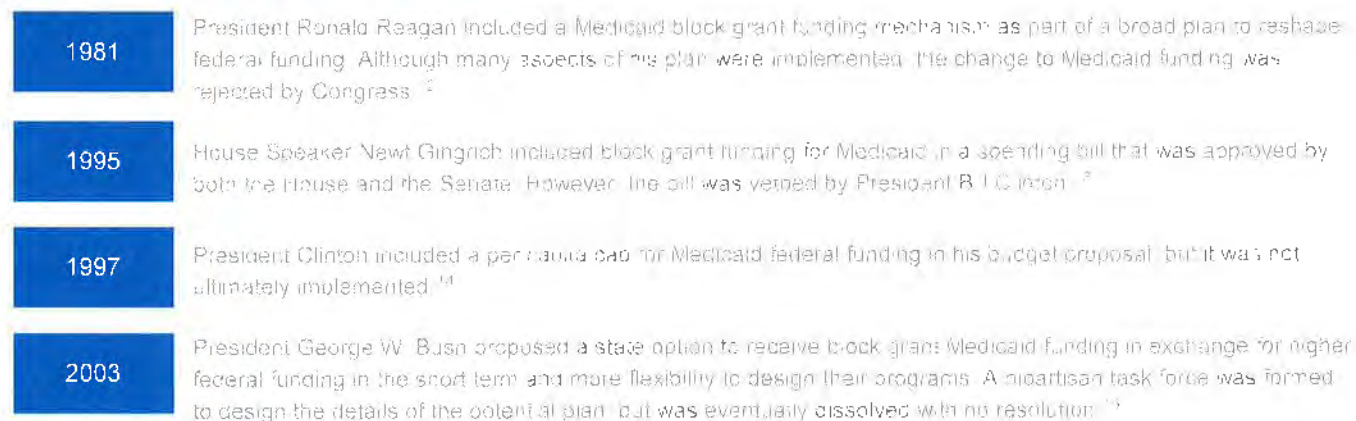 1981
President Ronald Reagan included a Medicaid block grant funding mechanism as part of a broad plan to reshape
federal funding. Although many aspects of his plan were implemented, the change to Medicaid funding was
rejected by Congress.
1995
House Speaker Newt Gingrich included block grant funding for Medicaid in a spending bill that was approved by
both the House and the Senate. However, the bill was vetoed by President Bill Clinton.
1997
President Clinton included a per capita cap for Medicaid federal funding in his budget proposal, but it was not
ultimately implemented.14
2003
President George W. Bush proposed a state option to receive block grant Medicaid funding in exchange for higher
federal funding in the short term and more flexibility to design their programs. A bipartisan task force was formed
to design the details of the potential plan, but was eventually dissolved with no resolution.